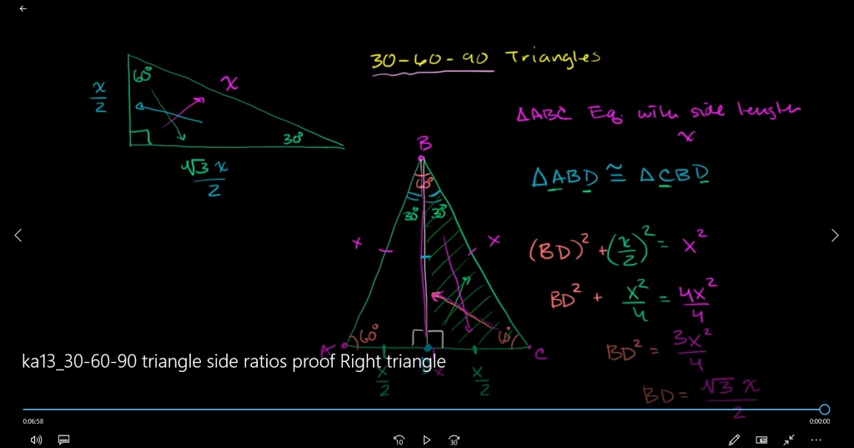 30-60-90 Triangles
60°
x
x/2
30°
√3 x/2
ΔABC Eq. with side length
x
ΔABD ≅ ΔCBD
B
60°
30° 30°
x
x
(BD)² + (x/2)² = x²
BD² + x²/4 = 4x²/4
BD² = 3x²/4
BD = √3 x/2
A 60°
60° C
x/2
x
x/2
ka13_30-60-90 triangle side ratios proof Right triangle
0:06:58
0:00:00
10
30